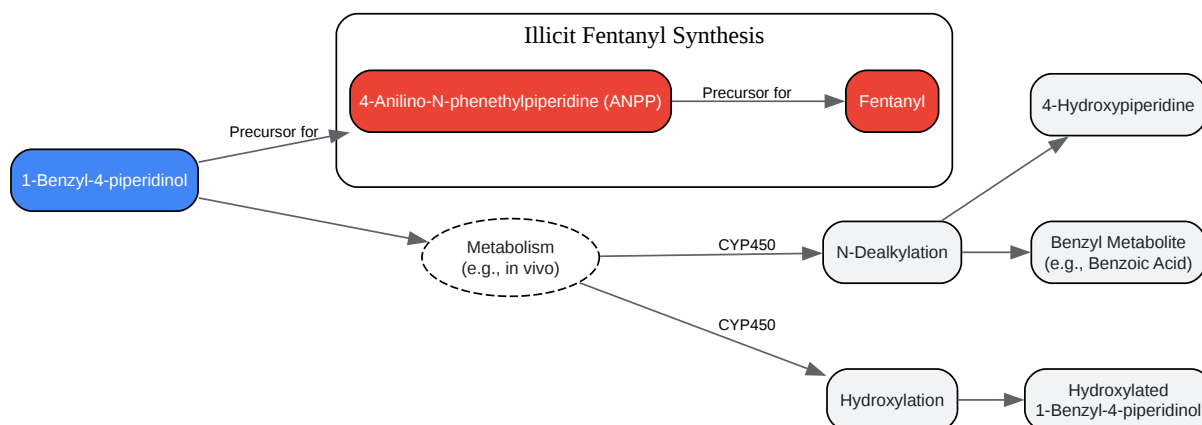 Illicit Fentanyl Synthesis
4-Anilino-N-phenethylpiperidine (ANPP)
Precursor for
Fentanyl
4-Hydroxypiperidine
Precursor for
1-Benzyl-4-piperidinol
Metabolism
(e.g., in vivo)
CYP450
N-Dealkylation
Benzyl Metabolite
(e.g., Benzoic Acid)
CYP450
Hydroxylation
Hydroxylated
1-Benzyl-4-piperidinol